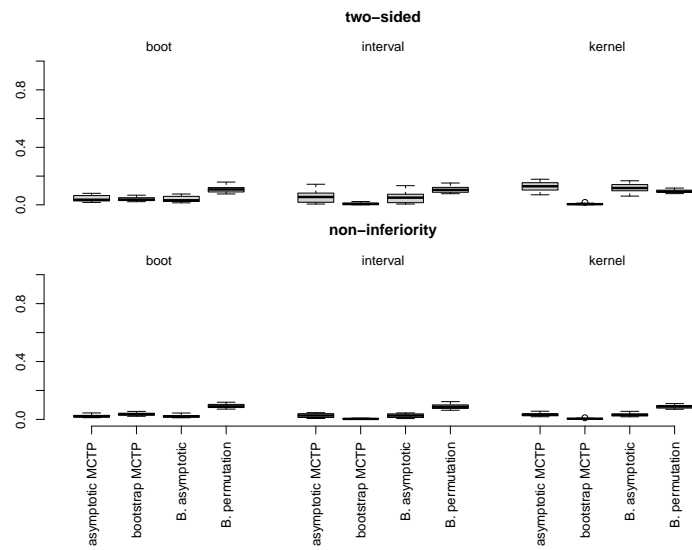 two−sided
boot interval kernel
0.8
0.4
0.0
non−inferiority
boot interval kernel
0.8
0.4
0.0
asymptotic MCTP
bootstrap MCTP
B. asymptotic
B. permutation
asymptotic MCTP
bootstrap MCTP
B. asymptotic
B. permutation
asymptotic MCTP
bootstrap MCTP
B. asymptotic
B. permutation